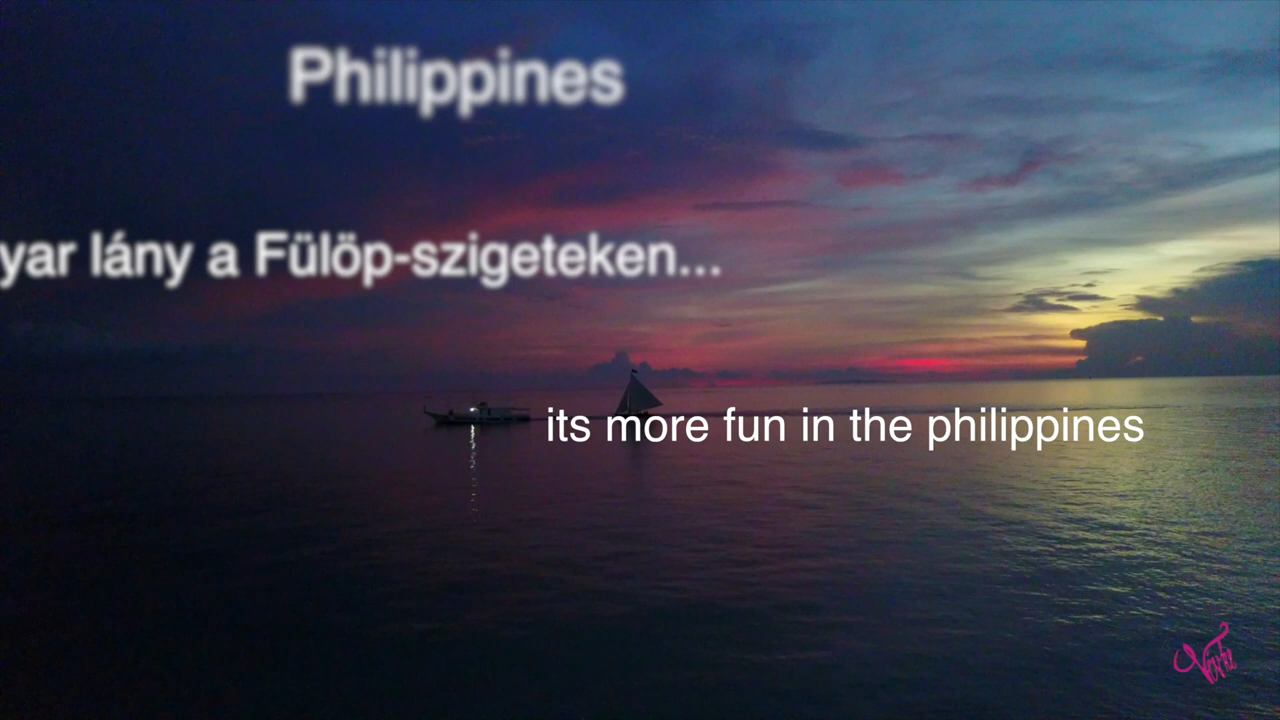 Philippines
yar lány a Fülöp-szigeteken...
its more fun in the philippines